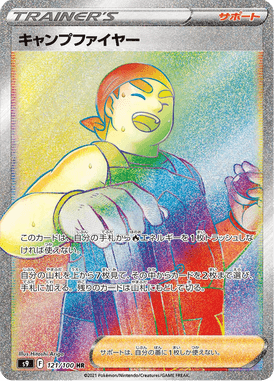 TRAINER'S
サポート
キャンプファイヤー
このカードは、自分の手札から エネルギーを1枚トラッシュしな
ければ使えない。
自分の山札を上から7枚見て、その中からカードを2枚まで選び、
手札に加える。残りのカードは山札にもどして切る。
Illus.Hitoshi Ariga
サポートは、自分の番に1枚しか使えない。
S9 F 121/100 HR
©2021 Pokémon/Nintendo/Creatures/GAME FREAK.